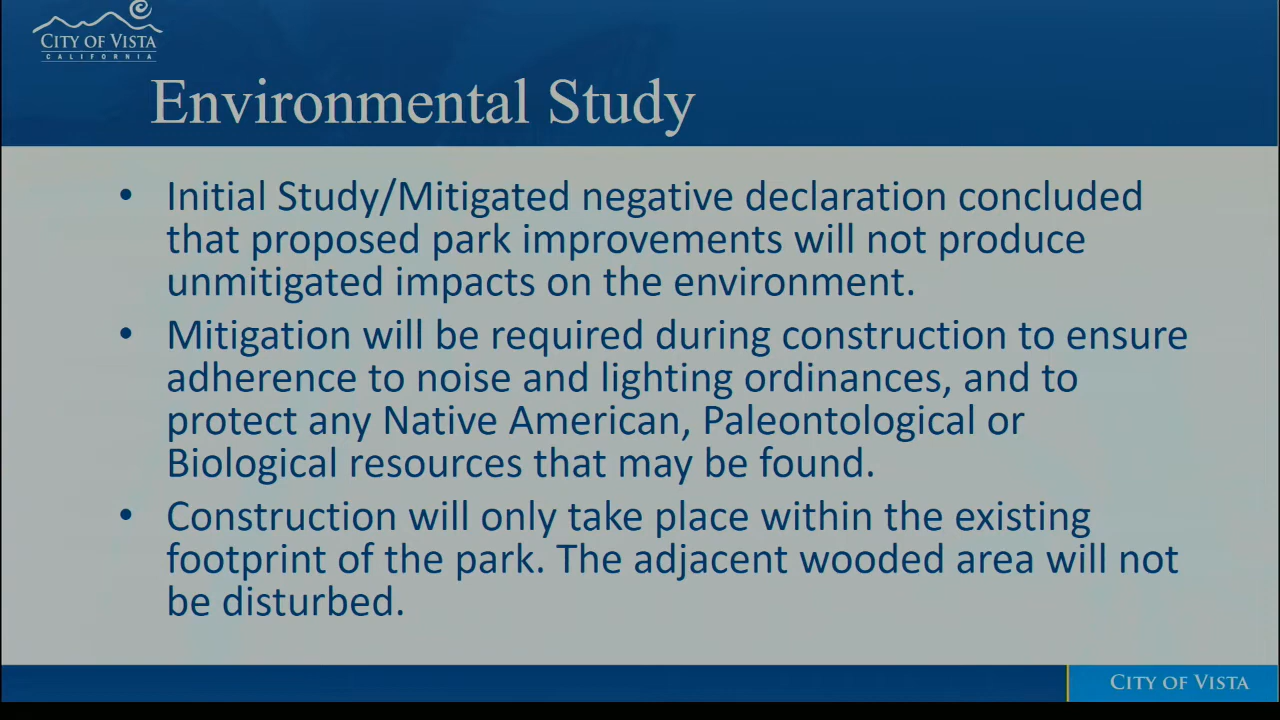 CITY OF VISTA
CALIFORNIA
Environmental Study
• Initial Study/Mitigated negative declaration concluded
that proposed park improvements will not produce
unmitigated impacts on the environment.
• Mitigation will be required during construction to ensure
adherence to noise and lighting ordinances, and to
protect any Native American, Paleontological or
Biological resources that may be found.
• Construction will only take place within the existing
footprint of the park. The adjacent wooded area will not
be disturbed.
CITY OF VISTA